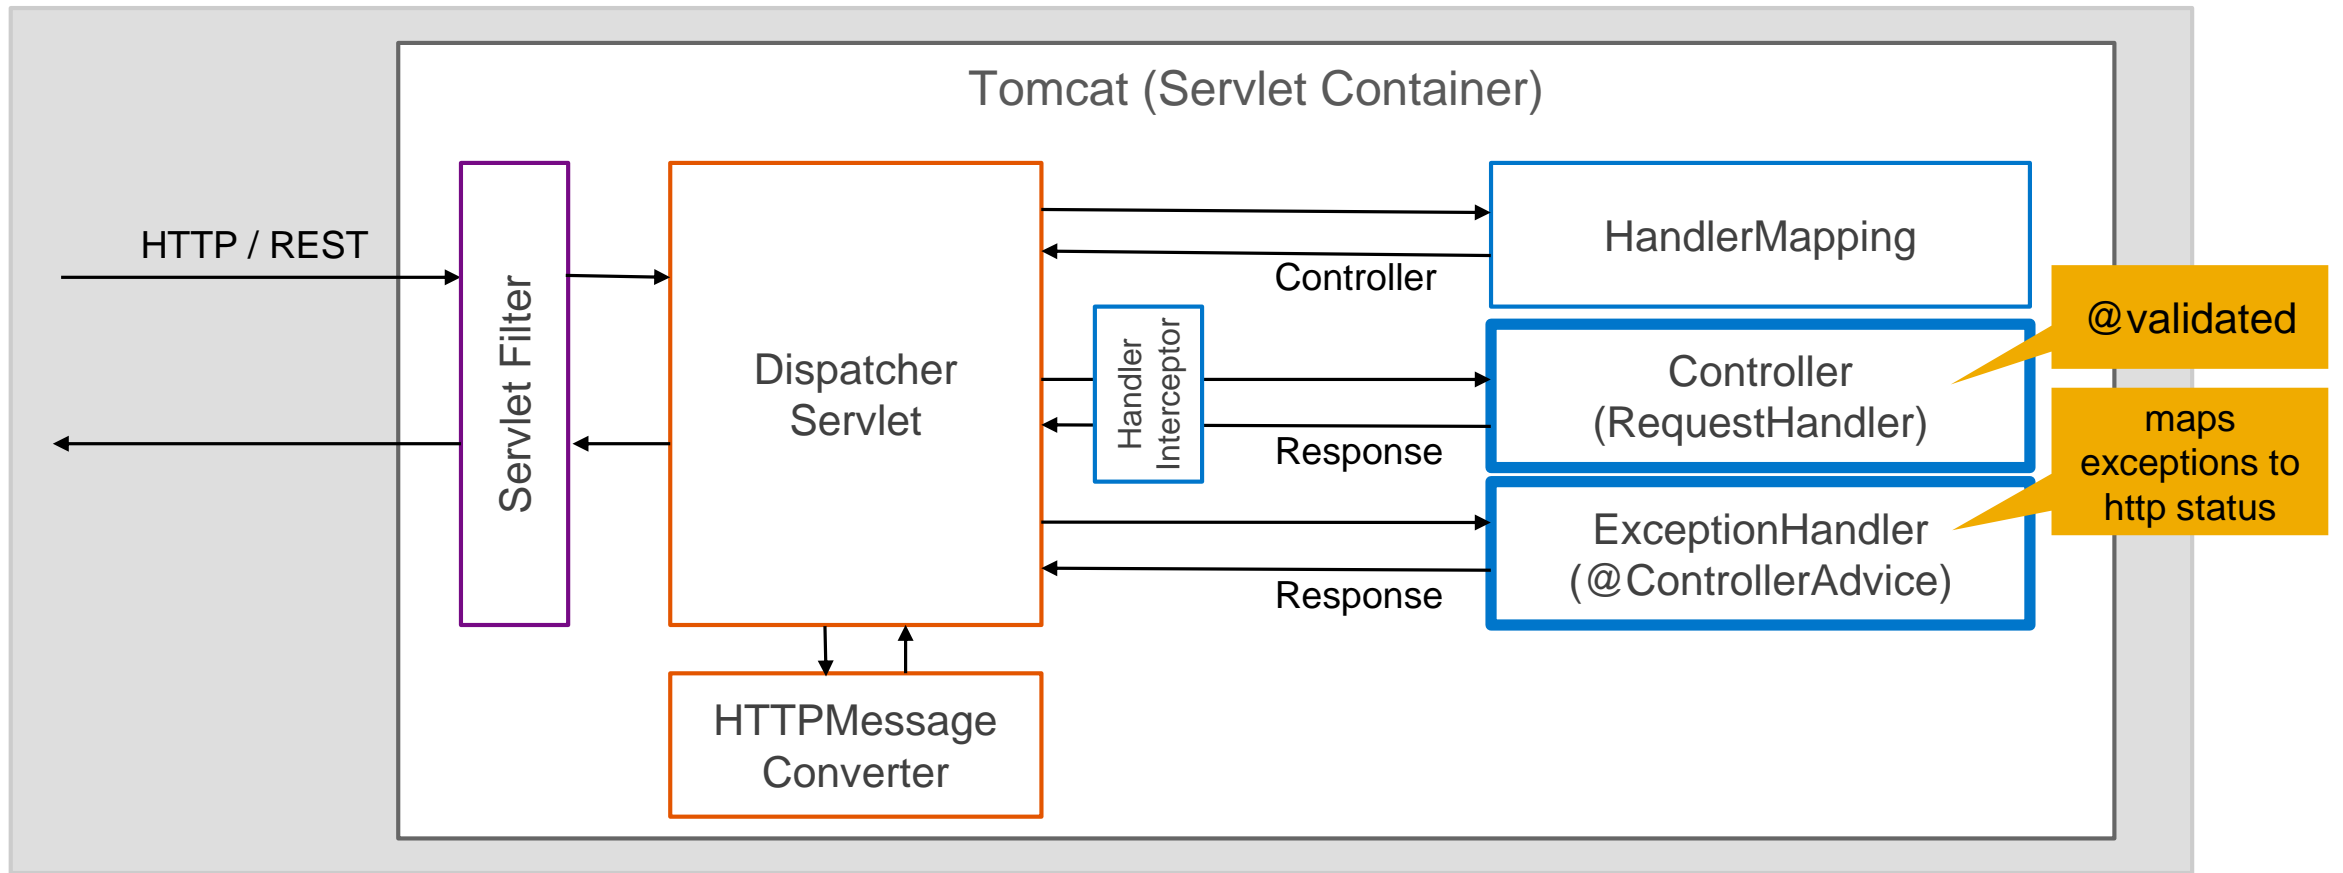 Tomcat (Servlet Container)
HTTP / REST
Servlet Filter
Dispatcher
Servlet
HandlerMapping
Controller
Handler
Interceptor
@validated
Controller
(RequestHandler)
Response
maps
exceptions to
http status
ExceptionHandler
(@ControllerAdvice)
Response
HTTPMessage
Converter